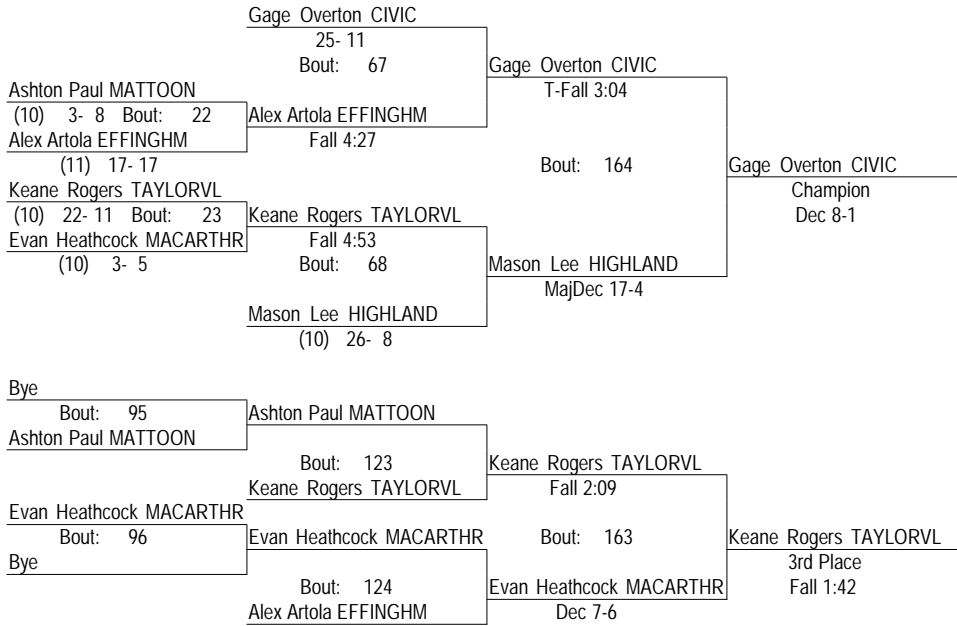 Gage Overton CIVIC
25- 11
Bout: 67
Gage Overton CIVIC
T-Fall 3:04
Ashton Paul MATTOON
(10) 3- 8 Bout: 22
Alex Artola EFFINGHM
Alex Artola EFFINGHM
Fall 4:27
(11) 17- 17
Bout: 164
Gage Overton CIVIC
Champion
Dec 8-1
Keane Rogers TAYLORVL
(10) 22- 11 Bout: 23
Keane Rogers TAYLORVL
Evan Heathcock MACARTHR
Fall 4:53
(10) 3- 5
Bout: 68
Mason Lee HIGHLAND
MajDec 17-4
Mason Lee HIGHLAND
(10) 26- 8
Bye
Bout: 95
Ashton Paul MATTOON
Ashton Paul MATTOON
Bout: 123
Keane Rogers TAYLORVL
Keane Rogers TAYLORVL
Fall 2:09
Evan Heathcock MACARTHR
Bout: 96
Evan Heathcock MACARTHR
Bout: 163
Keane Rogers TAYLORVL
Bye
3rd Place
Bout: 124
Evan Heathcock MACARTHR
Fall 1:42
Alex Artola EFFINGHM
Dec 7-6